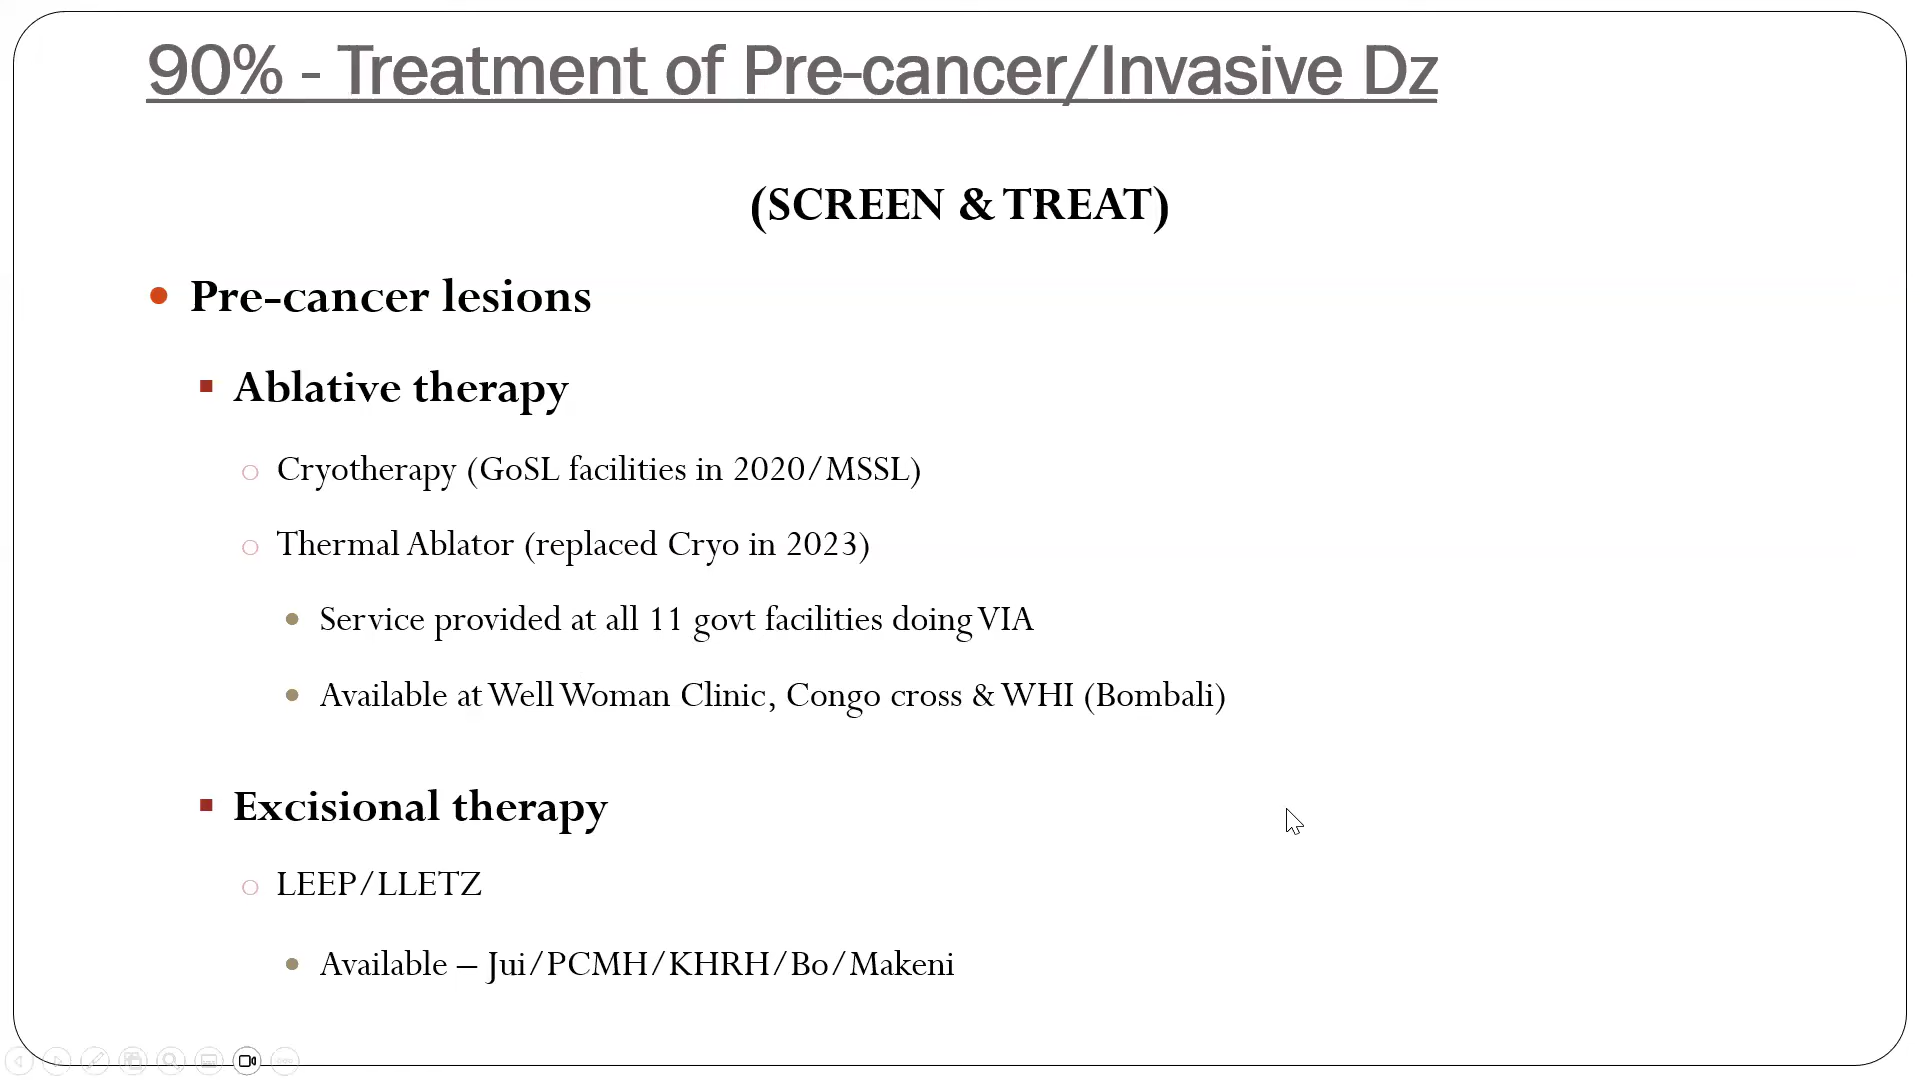 90% - Treatment of Pre-cancer/Invasive Dz
(SCREEN & TREAT)
Pre-cancer lesions
Ablative therapy
Cryotherapy (GoSL facilities in 2020/MSSL)
Thermal Ablator (replaced Cryo in 2023)
Service provided at all 11 govt facilities doing VIA
Available at Well Woman Clinic, Congo cross & WHI (Bombali)
Excisional therapy
LEEP/LLETZ
Available – Jui/PCMH/KHRH/Bo/Makeni